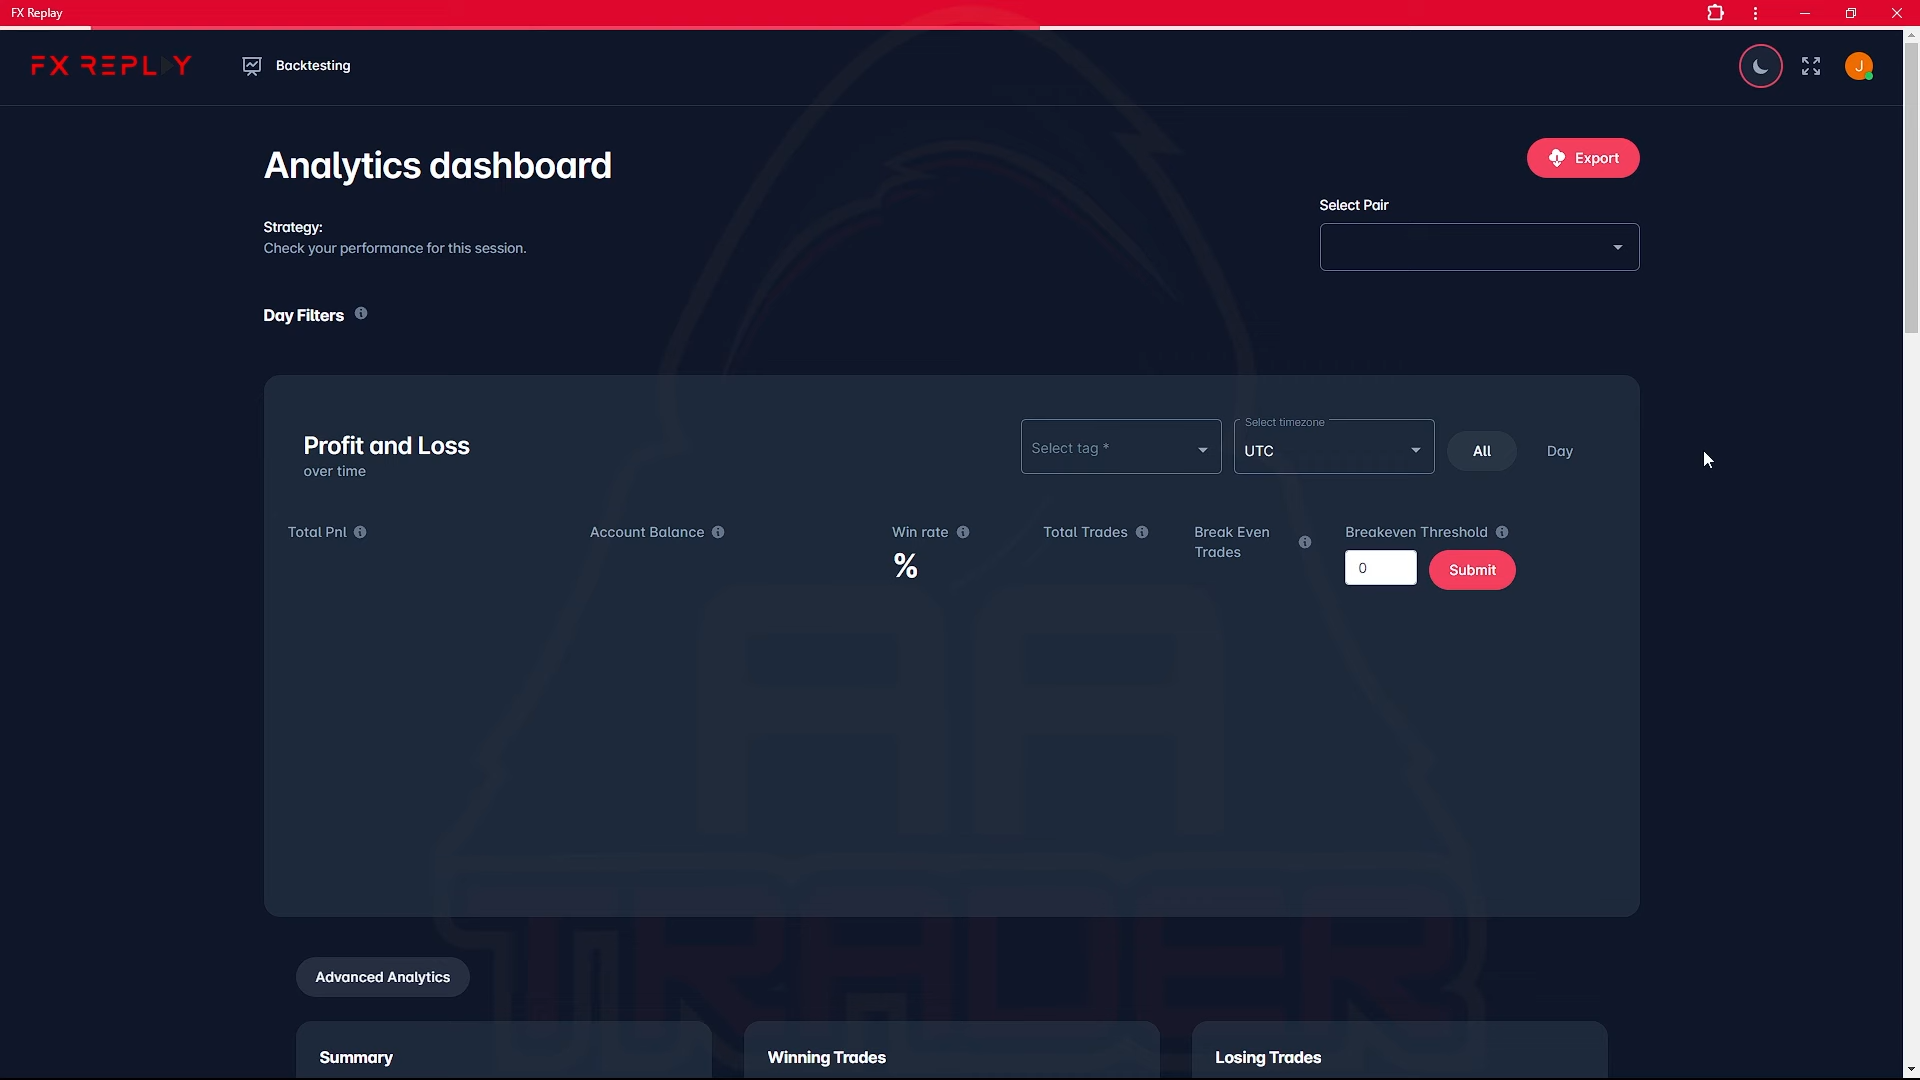 FX Replay
FX REPLAY
Backtesting
J
Analytics dashboard
Export
Select Pair
Strategy:
Check your performance for this session.
Day Filters
Profit and Loss
over time
Select tag *
Select timezone
UTC
All
Day
Total Pnl
Account Balance
Win rate
%
Total Trades
Break Even
Trades
Breakeven Threshold
0
Submit
AA
TRADER
Advanced Analytics
Summary
Winning Trades
Losing Trades